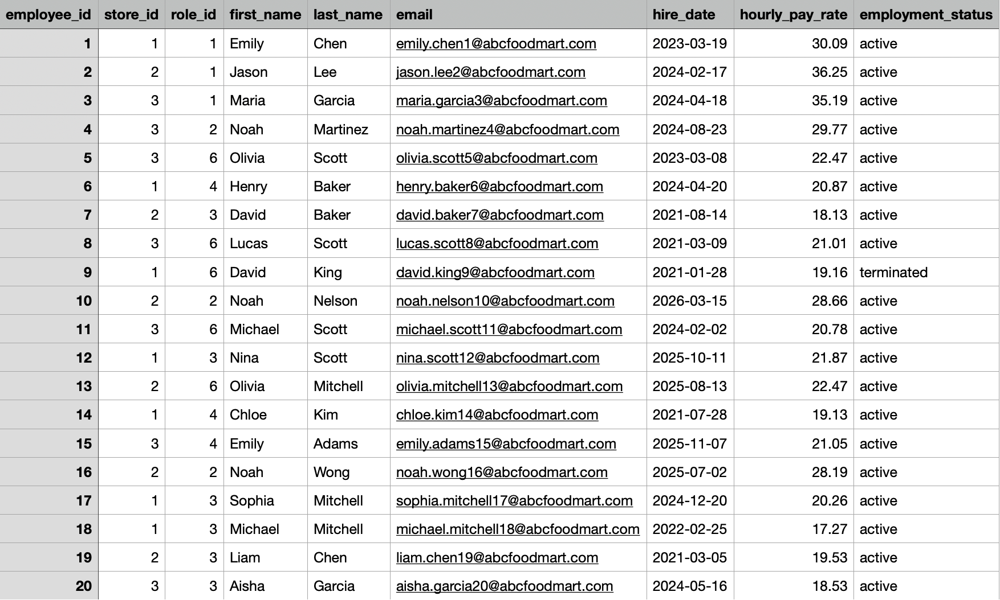 employee_id store_id role_id first_name last_name email hire_date hourly_pay_rate employment_status
1 1 1 Emily Chen emily.chen1@abcfoodmart.com 2023-03-19 30.09 active
2 2 1 Jason Lee jason.lee2@abcfoodmart.com 2024-02-17 36.25 active
3 3 1 Maria Garcia maria.garcia3@abcfoodmart.com 2024-04-18 35.19 active
4 3 2 Noah Martinez noah.martinez4@abcfoodmart.com 2024-08-23 29.77 active
5 3 6 Olivia Scott olivia.scott5@abcfoodmart.com 2023-03-08 22.47 active
6 1 4 Henry Baker henry.baker6@abcfoodmart.com 2024-04-20 20.87 active
7 2 3 David Baker david.baker7@abcfoodmart.com 2021-08-14 18.13 active
8 3 6 Lucas Scott lucas.scott8@abcfoodmart.com 2021-03-09 21.01 active
9 1 6 David King david.king9@abcfoodmart.com 2021-01-28 19.16 terminated
10 2 2 Noah Nelson noah.nelson10@abcfoodmart.com 2026-03-15 28.66 active
11 3 6 Michael Scott michael.scott11@abcfoodmart.com 2024-02-02 20.78 active
12 1 3 Nina Scott nina.scott12@abcfoodmart.com 2025-10-11 21.87 active
13 2 6 Olivia Mitchell olivia.mitchell13@abcfoodmart.com 2025-08-13 22.47 active
14 1 4 Chloe Kim chloe.kim14@abcfoodmart.com 2021-07-28 19.13 active
15 3 4 Emily Adams emily.adams15@abcfoodmart.com 2025-11-07 21.05 active
16 2 2 Noah Wong noah.wong16@abcfoodmart.com 2025-07-02 28.19 active
17 1 3 Sophia Mitchell sophia.mitchell17@abcfoodmart.com 2024-12-20 20.26 active
18 1 3 Michael Mitchell michael.mitchell18@abcfoodmart.com 2022-02-25 17.27 active
19 2 3 Liam Chen liam.chen19@abcfoodmart.com 2021-03-05 19.53 active
20 3 3 Aisha Garcia aisha.garcia20@abcfoodmart.com 2024-05-16 18.53 active